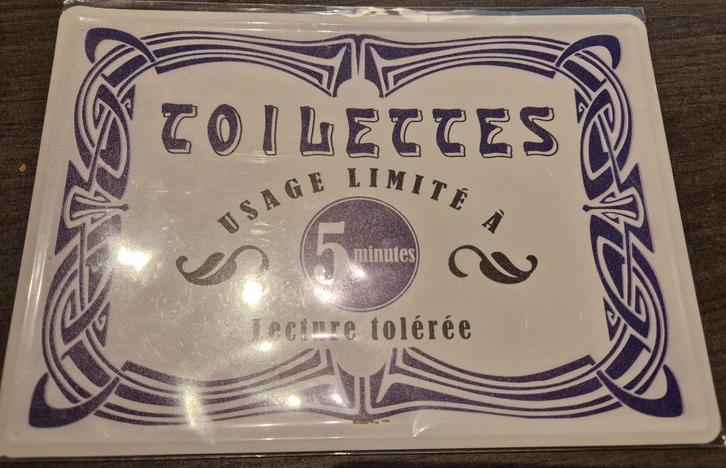 TOILETTES
USAGE LIMITÉ À
5 minutes
Lecture tolérée